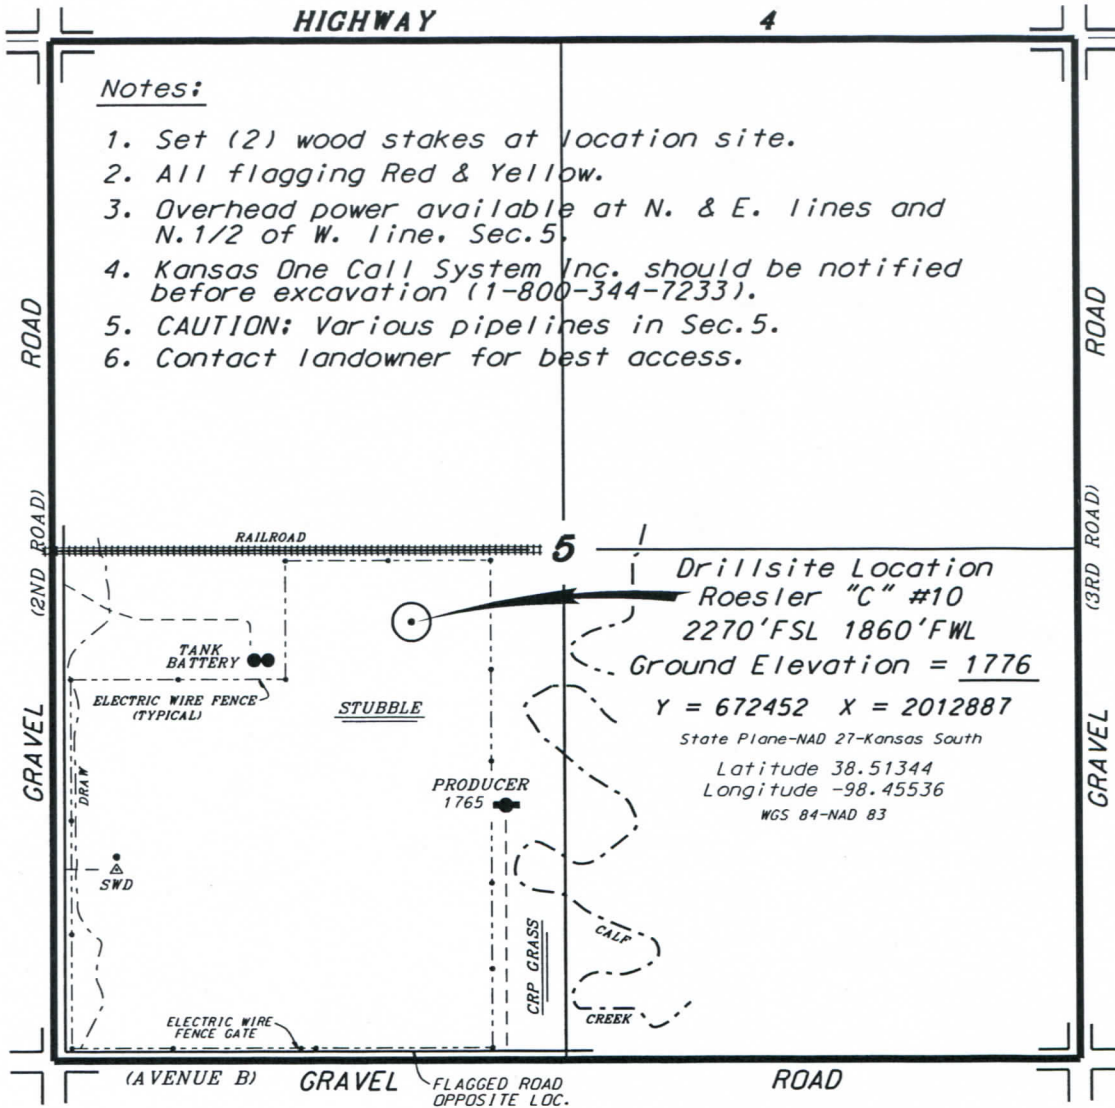 HIGHWAY 4
Notes:
1. Set (2) wood stakes at location site.
2. All flagging Red & Yellow.
3. Overhead power available at N. & E. lines and
N.1/2 of W. line. Sec.5.
4. Kansas One Call System Inc. should be notified
before excavation (1-800-344-7233).
5. CAUTION: Various pipelines in Sec.5.
6. Contact landowner for best access.
ROAD
ROAD
(2ND ROAD)
(3RD ROAD)
RAILROAD
5
Drillsite Location
Roesler "C" #10
2270'FSL 1860'FWL
Ground Elevation = 1776
Y = 672452 X = 2012887
State Plane-NAD 27-Kansas South
Latitude 38.51344
Longitude -98.45536
WGS 84-NAD 83
TANK
BATTERY
ELECTRIC WIRE FENCE
(TYPICAL)
STUBBLE
GRAVEL
GRAVEL
DRAW
PRODUCER
1765
SWD
CRP GRASS
CALF
CREEK
ELECTRIC WIRE
FENCE GATE
(AVENUE B) GRAVEL ROAD
FLAGGED ROAD
OPPOSITE LOC.